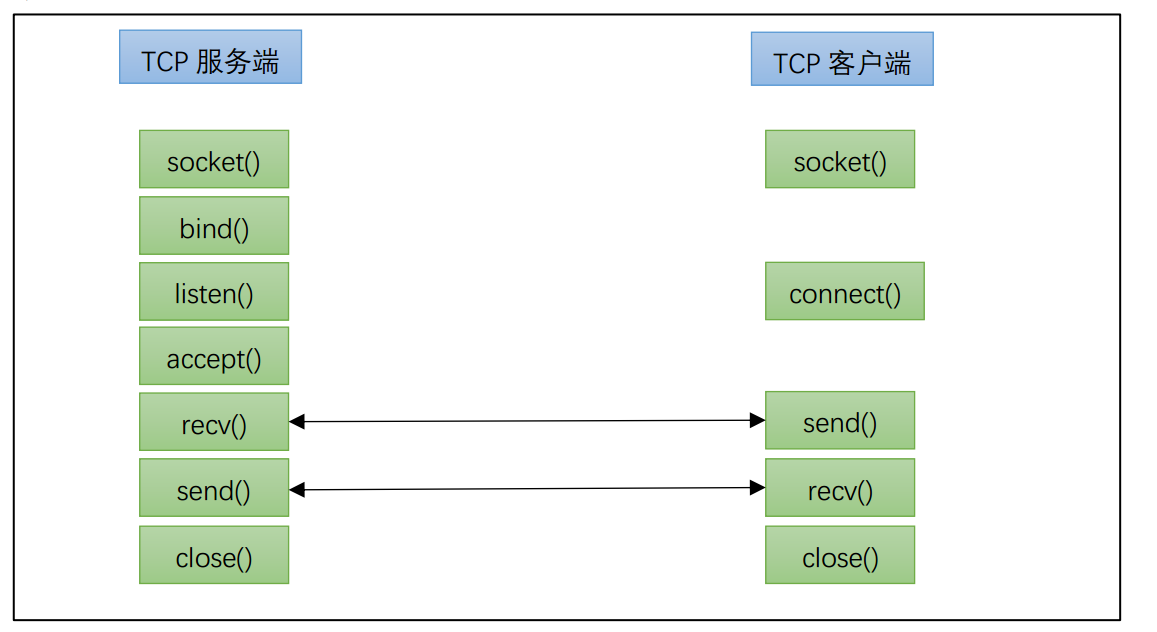 TCP 服务端
TCP 客户端
socket()
socket()
bind()
listen()
connect()
accept()
recv()
send()
send()
recv()
close()
close()